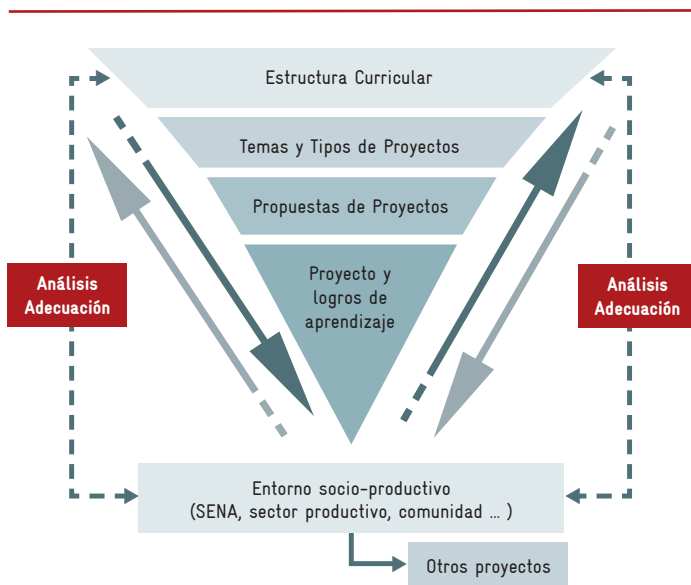 Estructura Curricular
Temas y Tipos de Proyectos
Propuestas de Proyectos
Proyecto y
logros de
aprendizaje
Análisis
Adecuación
Análisis
Adecuación
Entorno socio-productivo
(SENA, sector productivo, comunidad ... )
Otros proyectos